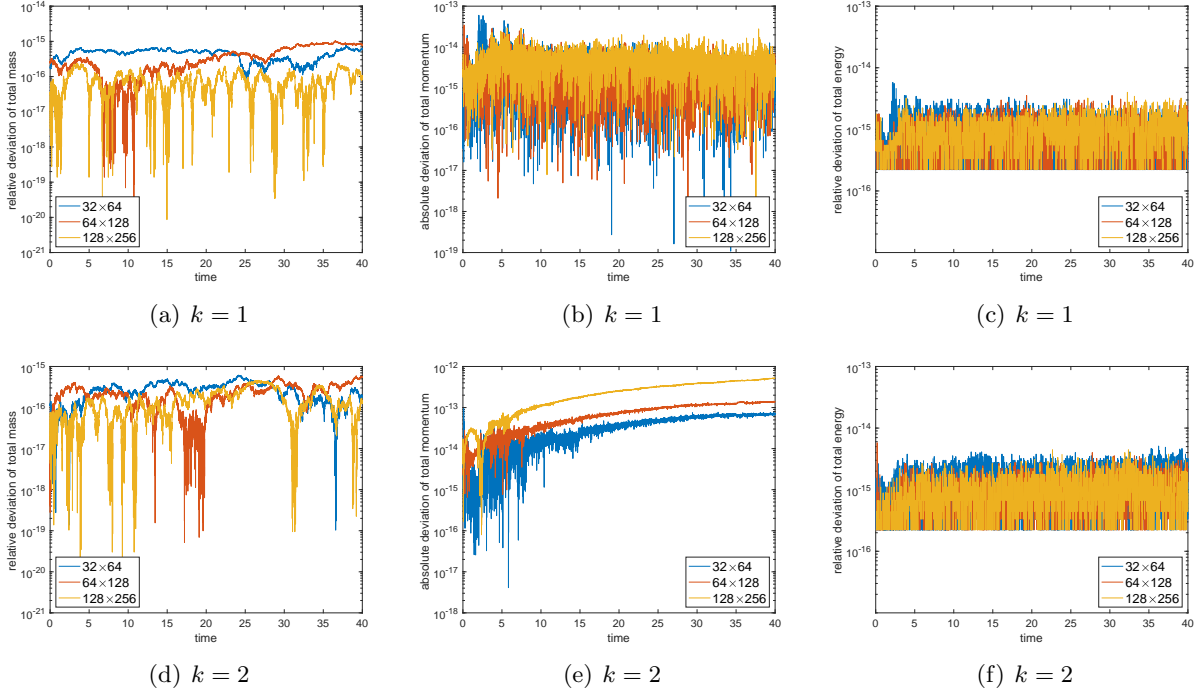 relative deviation of total mass
10^-14
10^-15
10^-16
10^-17
10^-18
10^-19
10^-20
10^-21
32×64
64×128
128×256
0 5 10 15 20 25 30 35 40
time
(a) k = 1
absolute deviation of total momentum
10^-13
10^-14
10^-15
10^-16
10^-17
10^-18
10^-19
32×64
64×128
128×256
0 5 10 15 20 25 30 35 40
time
(b) k = 1
relative deviation of total energy
10^-13
10^-14
10^-15
10^-16
32×64
64×128
128×256
0 5 10 15 20 25 30 35 40
time
(c) k = 1
relative deviation of total mass
10^-15
10^-16
10^-17
10^-18
10^-19
10^-20
10^-21
32×64
64×128
128×256
0 5 10 15 20 25 30 35 40
time
(d) k = 2
absolute deviation of total momentum
10^-12
10^-13
10^-14
10^-15
10^-16
10^-17
10^-18
32×64
64×128
128×256
0 5 10 15 20 25 30 35 40
time
(e) k = 2
relative deviation of total energy
10^-13
10^-14
10^-15
10^-16
32×64
64×128
128×256
0 5 10 15 20 25 30 35 40
time
(f) k = 2